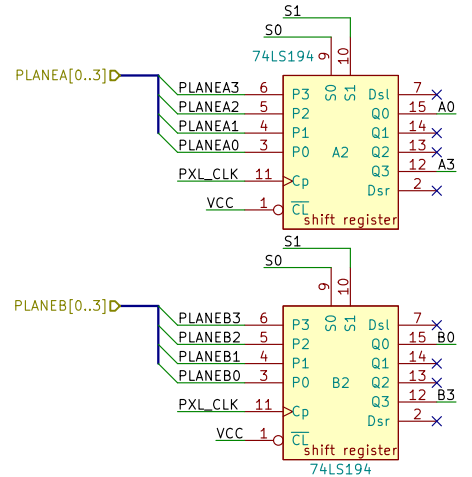 S1
S0
74LS194
9
10
PLANEA[0..3]
PLANEA3 6 P3 S0 S1 Dsl 7
PLANEA2 5 P2 Q0 15 A0
PLANEA1 4 P1 Q1 14
PLANEA0 3 P0 A2 Q2 13
Q3 12 A3
PXL_CLK 11 Cp Dsr 2
VCC 1 CL
shift register
S1
S0
9
10
PLANEB[0..3]
PLANEB3 6 P3 S0 S1 Dsl 7
PLANEB2 5 P2 Q0 15 B0
PLANEB1 4 P1 Q1 14
PLANEB0 3 P0 B2 Q2 13
Q3 12 B3
PXL_CLK 11 Cp Dsr 2
VCC 1 CL
shift register
74LS194